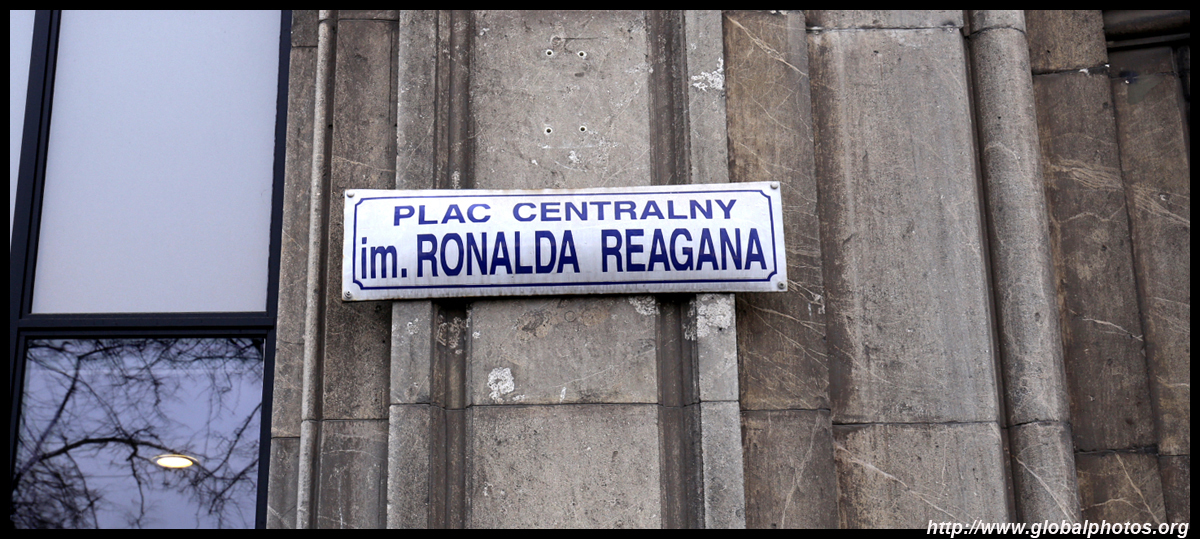 PLAC CENTRALNY
im. RONALDA REAGANA
http://www.globalphotos.org